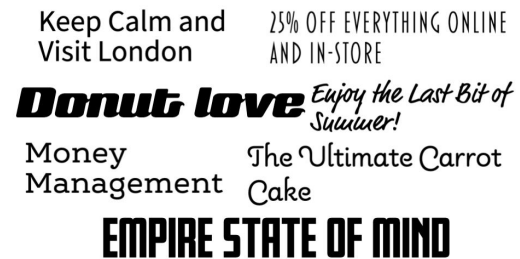 Keep Calm and
Visit London
25% OFF EVERYTHING ONLINE
AND IN-STORE
Donut love
Enjoy the Last Bit of
Summer!
Money
Management
The Ultimate Carrot
Cake
EMPIRE STATE OF MIND